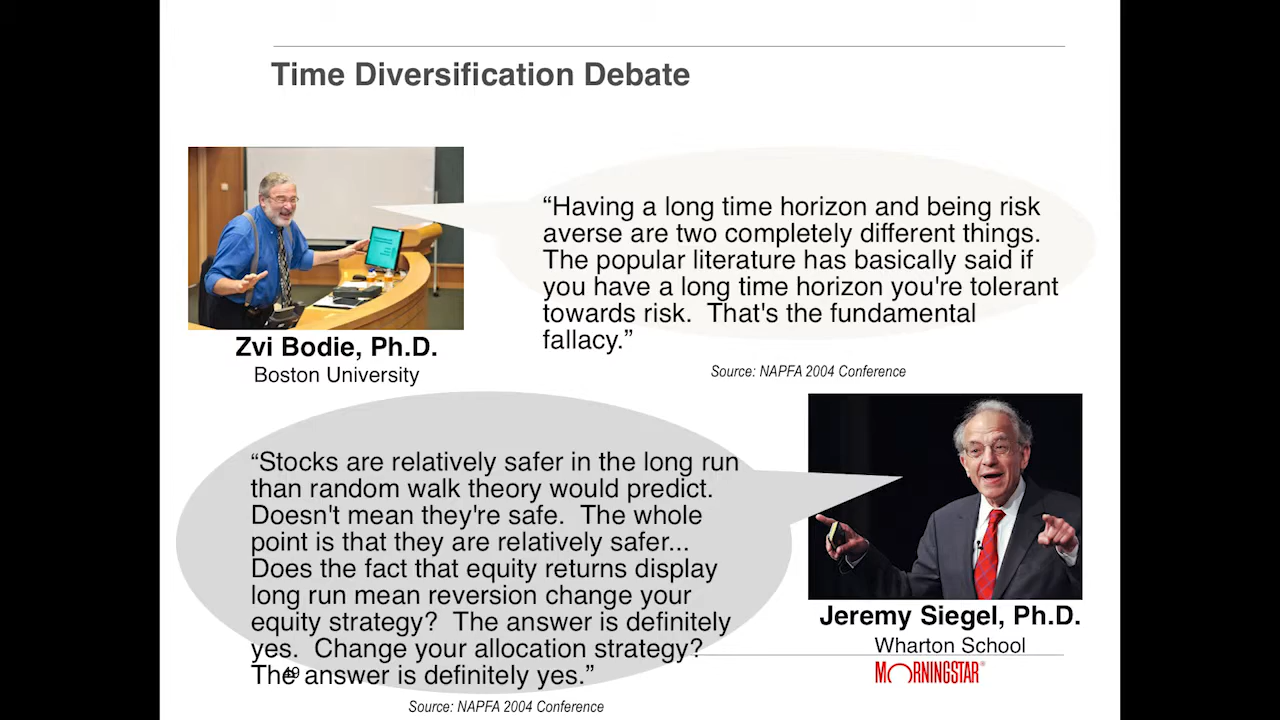 Time Diversification Debate
“Having a long time horizon and being risk
averse are two completely different things.
The popular literature has basically said if
you have a long time horizon you're tolerant
towards risk.  That's the fundamental
fallacy.”
Source: NAPFA 2004 Conference
Zvi Bodie, Ph.D.
Boston University
“Stocks are relatively safer in the long run
than random walk theory would predict.
Doesn't mean they're safe.  The whole
point is that they are relatively safer...
Does the fact that equity returns display
long run mean reversion change your
equity strategy?  The answer is definitely
yes.  Change your allocation strategy?
The answer is definitely yes.”
Source: NAPFA 2004 Conference
Jeremy Siegel, Ph.D.
Wharton School
MORNINGSTAR®